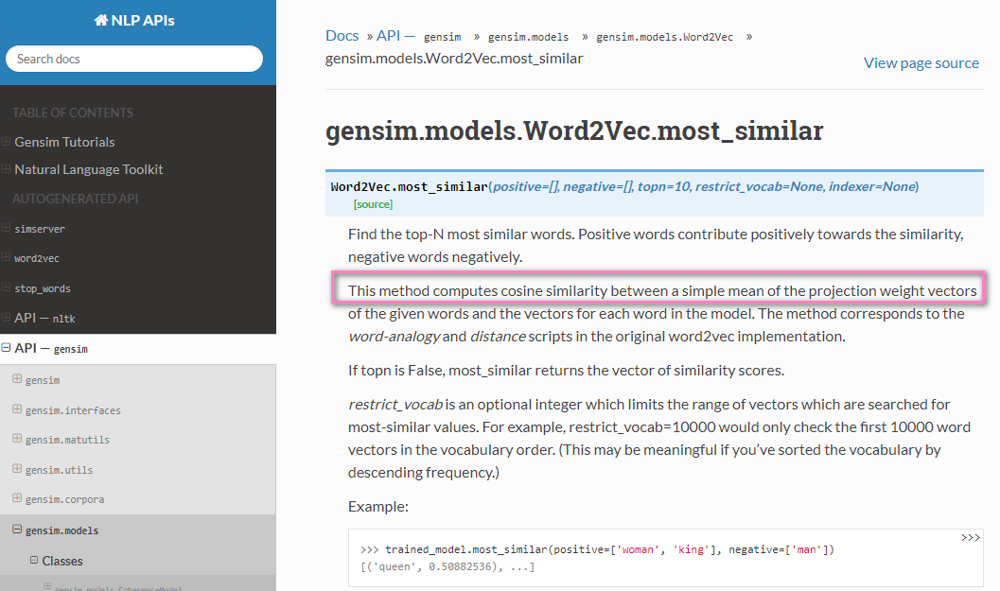 NLP APIs
Search docs
TABLE OF CONTENTS
Gensim Tutorials
Natural Language Toolkit
AUTOGENERATED API
simserver
word2vec
stop_words
API — nltk
API — gensim
gensim
gensim.interfaces
gensim.matutils
gensim.utils
gensim.corpora
gensim.models
Classes
gensim.models.CoherenceModel
Docs » API — gensim » gensim.models » gensim.models.Word2Vec »
gensim.models.Word2Vec.most_similar
View page source
gensim.models.Word2Vec.most_similar
Word2Vec.most_similar(positive=[], negative=[], topn=10, restrict_vocab=None, indexer=None)
[source]
Find the top-N most similar words. Positive words contribute positively towards the similarity,
negative words negatively.
This method computes cosine similarity between a simple mean of the projection weight vectors
of the given words and the vectors for each word in the model. The method corresponds to the
word-analogy and distance scripts in the original word2vec implementation.
If topn is False, most_similar returns the vector of similarity scores.
restrict_vocab is an optional integer which limits the range of vectors which are searched for
most-similar values. For example, restrict_vocab=10000 would only check the first 10000 word
vectors in the vocabulary order. (This may be meaningful if you've sorted the vocabulary by
descending frequency.)
Example:
>>>
>>> trained_model.most_similar(positive=['woman', 'king'], negative=['man'])
[('queen', 0.50882536), ...]